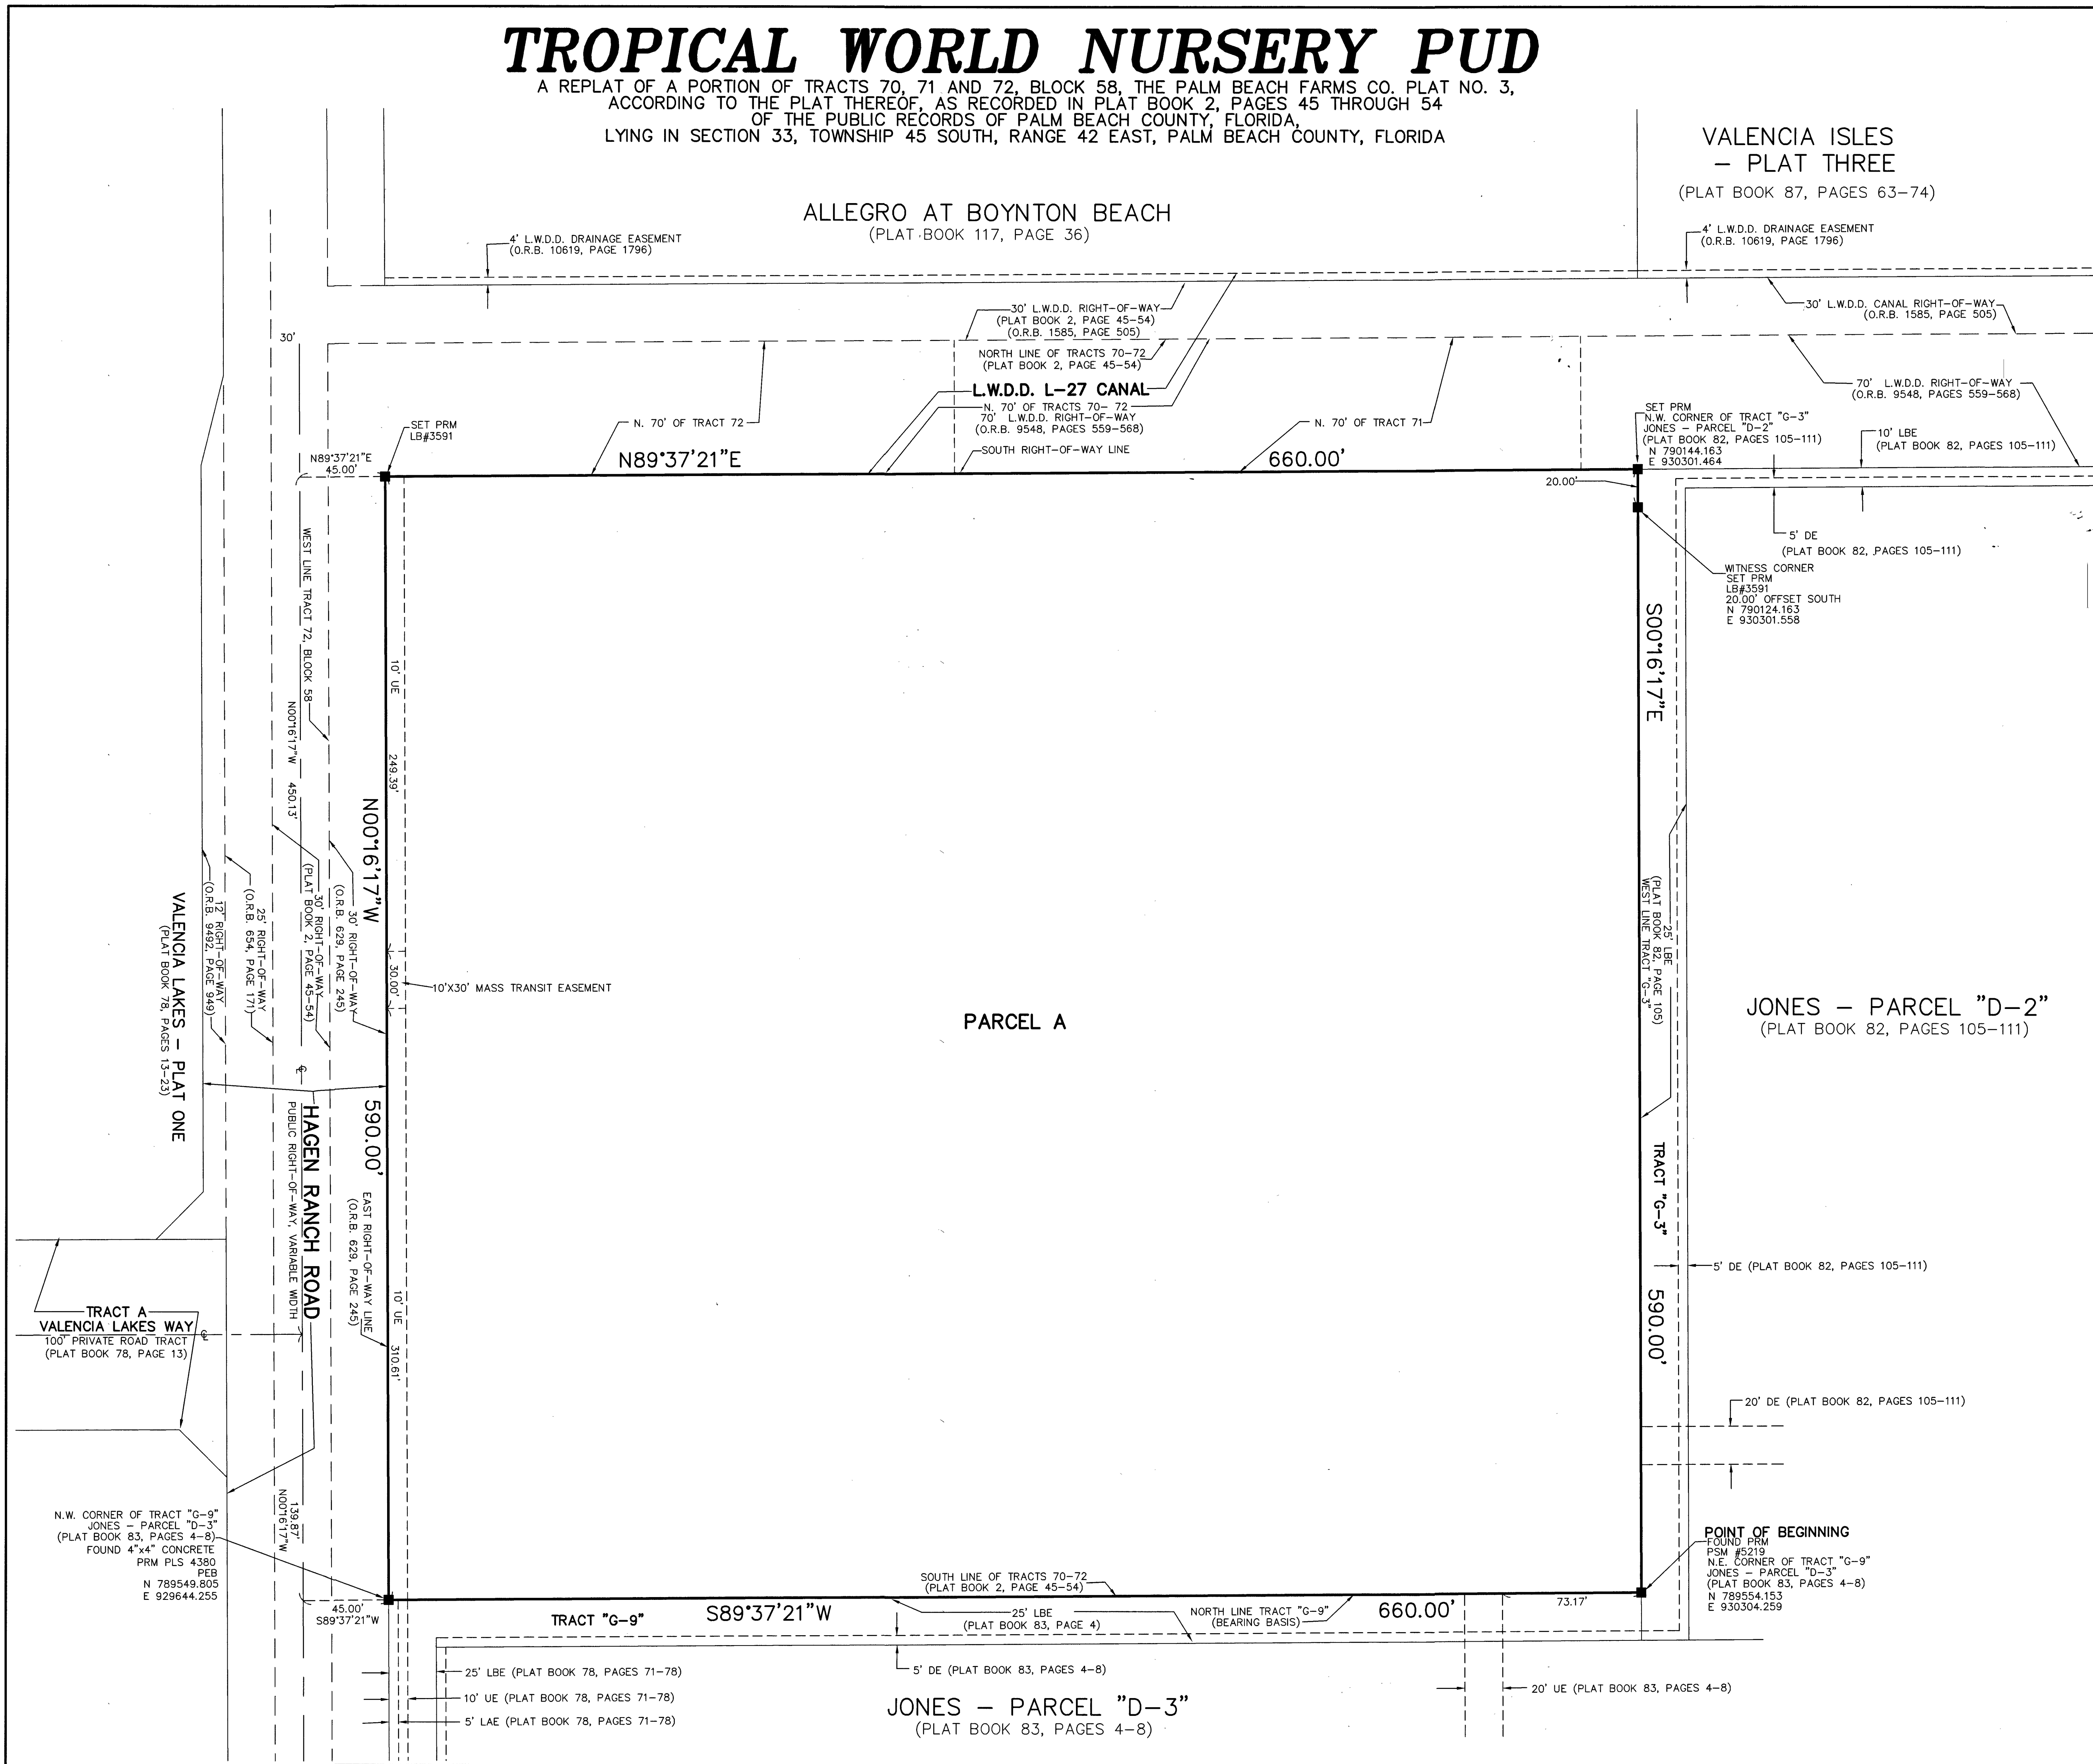 TROPICAL WORLD NURSERY PUD
A REPLAT OF A PORTION OF TRACTS 70, 71 AND 72, BLOCK 58, THE PALM BEACH FARMS CO. PLAT NO. 3,
ACCORDING TO THE PLAT THEREOF, AS RECORDED IN PLAT BOOK 2, PAGES 45 THROUGH 54
OF THE PUBLIC RECORDS OF PALM BEACH COUNTY, FLORIDA,
LYING IN SECTION 33, TOWNSHIP 45 SOUTH, RANGE 42 EAST, PALM BEACH COUNTY, FLORIDA
VALENCIA ISLES
– PLAT THREE
(PLAT BOOK 87, PAGES 63–74)
ALLEGRO AT BOYNTON BEACH
(PLAT BOOK 117, PAGE 36)
4' L.W.D.D. DRAINAGE EASEMENT
(O.R.B. 10619, PAGE 1796)
4' L.W.D.D. DRAINAGE EASEMENT
(O.R.B. 10619, PAGE 1796)
30' L.W.D.D. RIGHT–OF–WAY
(PLAT BOOK 2, PAGE 45–54)
(O.R.B. 1585, PAGE 505)
30' L.W.D.D. CANAL RIGHT–OF–WAY
(O.R.B. 1585, PAGE 505)
30'
NORTH LINE OF TRACTS 70–72
(PLAT BOOK 2, PAGE 45–54)
L.W.D.D. L–27 CANAL
N. 70' OF TRACTS 70– 72
70' L.W.D.D. RIGHT–OF–WAY
(O.R.B. 9548, PAGES 559–568)
SOUTH RIGHT–OF–WAY LINE
70' L.W.D.D. RIGHT–OF–WAY
(O.R.B. 9548, PAGES 559–568)
SET PRM
LB#3591
N. 70' OF TRACT 72
N. 70' OF TRACT 71
SET PRM
N.W. CORNER OF TRACT "G–3"
JONES – PARCEL "D–2"
(PLAT BOOK 82, PAGES 105–111)
N 790144.163
E 930301.464
10' LBE
(PLAT BOOK 82, PAGES 105–111)
N89°37'21"E
45.00'
N89°37'21"E
660.00'
20.00'
5' DE
(PLAT BOOK 82, PAGES 105–111)
WITNESS CORNER
SET PRM
LB#3591
20.00' OFFSET SOUTH
N 790124.163
E 930301.558
WEST LINE TRACT 72, BLOCK 58
N00°16'17"W 450.13'
10' UE
249.39'
N00°16'17"W
S00°16'17"E
VALENCIA LAKES – PLAT ONE
(PLAT BOOK 78, PAGES 13–23)
12' RIGHT–OF–WAY
(O.R.B. 9492, PAGE 949)
25' RIGHT–OF–WAY
(O.R.B. 654, PAGE 171)
30' RIGHT–OF–WAY
(PLAT BOOK 2, PAGE 45–54)
30' RIGHT–OF–WAY
(O.R.B. 629, PAGE 245)
30.00'
10'X30' MASS TRANSIT EASEMENT
PARCEL A
25' LBE
(PLAT BOOK 82, PAGE 105)
WEST LINE TRACT "G–3"
JONES – PARCEL "D–2"
(PLAT BOOK 82, PAGES 105–111)
HAGEN RANCH ROAD
PUBLIC RIGHT–OF–WAY, VARIABLE WIDTH
590.00'
EAST RIGHT–OF–WAY LINE
(O.R.B. 629, PAGE 245)
10' UE
310.61'
TRACT "G–3"
590.00'
5' DE (PLAT BOOK 82, PAGES 105–111)
TRACT A
VALENCIA LAKES WAY
100' PRIVATE ROAD TRACT
(PLAT BOOK 78, PAGE 13)
20' DE (PLAT BOOK 82, PAGES 105–111)
139.87'
N00°16'17"W
N.W. CORNER OF TRACT "G–9"
JONES – PARCEL "D–3"
(PLAT BOOK 83, PAGES 4–8)
FOUND 4"x4" CONCRETE
PRM PLS 4380
PEB
N 789549.805
E 929644.255
POINT OF BEGINNING
FOUND PRM
PSM #5219
N.E. CORNER OF TRACT "G–9"
JONES – PARCEL "D–3"
(PLAT BOOK 83, PAGES 4–8)
N 789554.153
E 930304.259
45.00'
S89°37'21"W
TRACT "G–9"
S89°37'21"W
SOUTH LINE OF TRACTS 70–72
(PLAT BOOK 2, PAGE 45–54)
25' LBE
(PLAT BOOK 83, PAGE 4)
NORTH LINE TRACT "G–9"
(BEARING BASIS)
660.00'
73.17'
25' LBE (PLAT BOOK 78, PAGES 71–78)
10' UE (PLAT BOOK 78, PAGES 71–78)
5' LAE (PLAT BOOK 78, PAGES 71–78)
5' DE (PLAT BOOK 83, PAGES 4–8)
JONES – PARCEL "D–3"
(PLAT BOOK 83, PAGES 4–8)
20' UE (PLAT BOOK 83, PAGES 4–8)